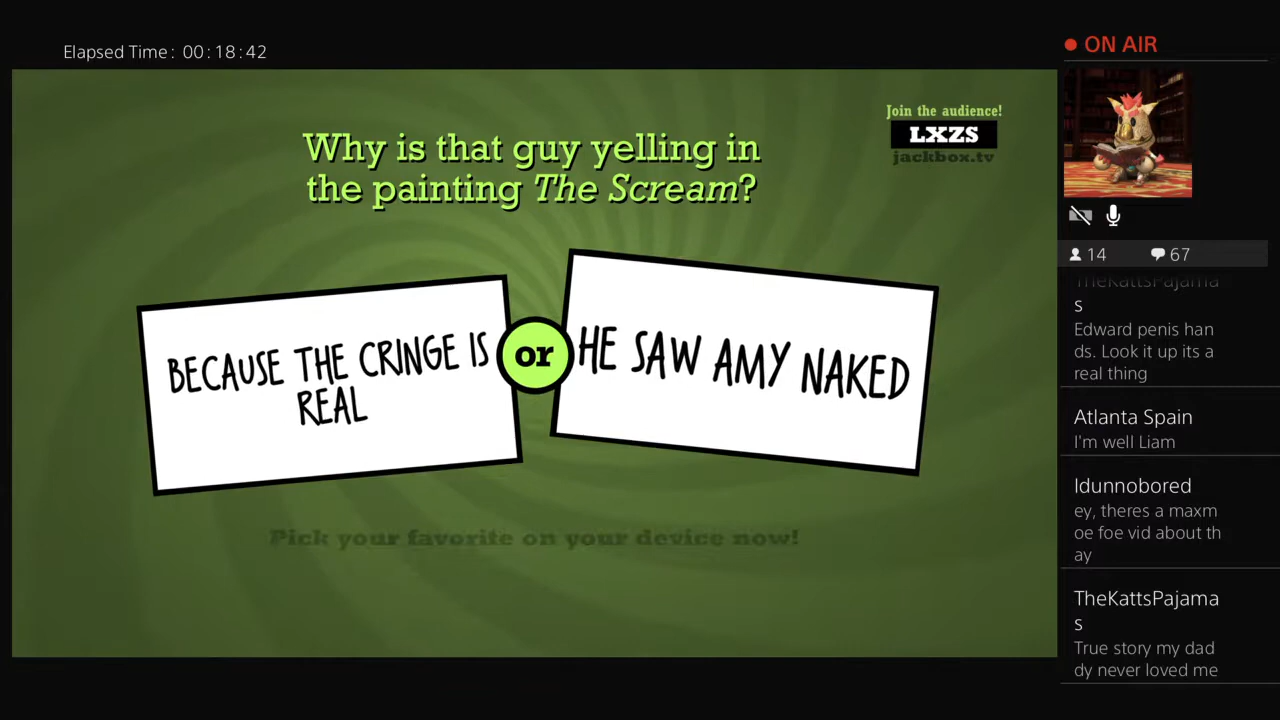 Elapsed Time: 00:18:42
ON AIR
Join the audience!
LXZS
jackbox.tv
Why is that guy yelling in
the painting The Scream?
BECAUSE THE CRINGE IS
REAL
or
HE SAW AMY NAKED
Pick your favorite on your device now!
14
67
TheKattsPajama
s
Edward penis han
ds. Look it up its a
real thing
Atlanta Spain
I'm well Liam
Idunnobored
ey, theres a maxm
oe foe vid about th
ay
TheKattsPajama
s
True story my dad
dy never loved me